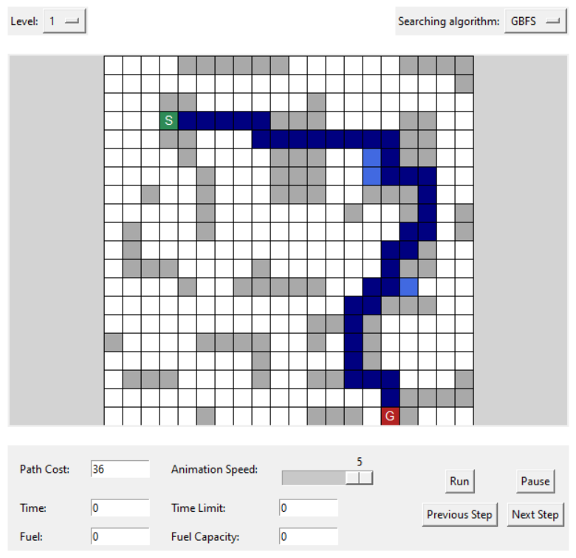 Level: 1 Searching algorithm: GBFS
S
G
Path Cost: 36 Animation Speed: 5
Run Pause
Time: 0 Time Limit: 0
Previous Step Next Step
Fuel: 0 Fuel Capacity: 0